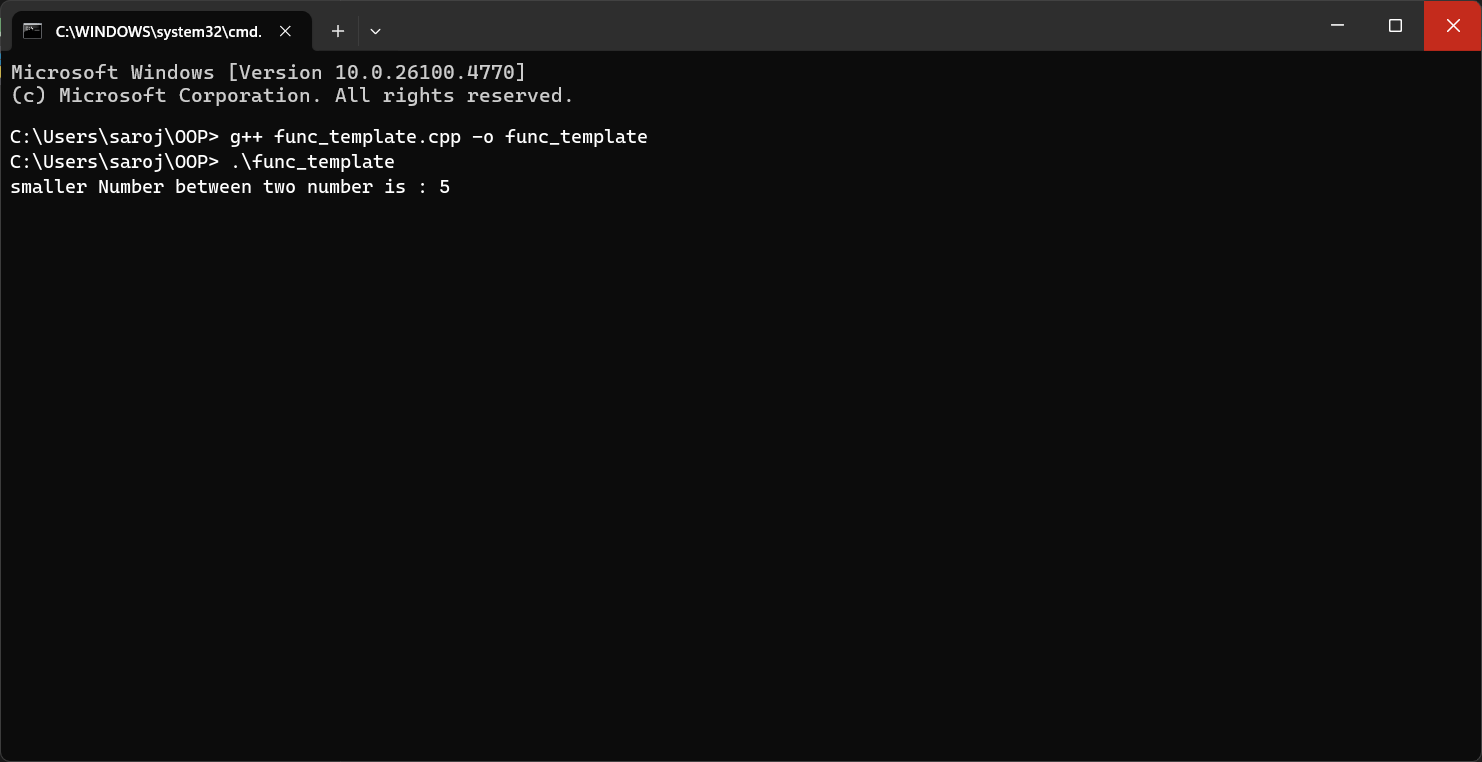 C:\WINDOWS\system32\cmd.
Microsoft Windows [Version 10.0.26100.4770]
(c) Microsoft Corporation. All rights reserved.
C:\Users\saroj\OOP> g++ func_template.cpp -o func_template
C:\Users\saroj\OOP> .\func_template
smaller Number between two number is : 5